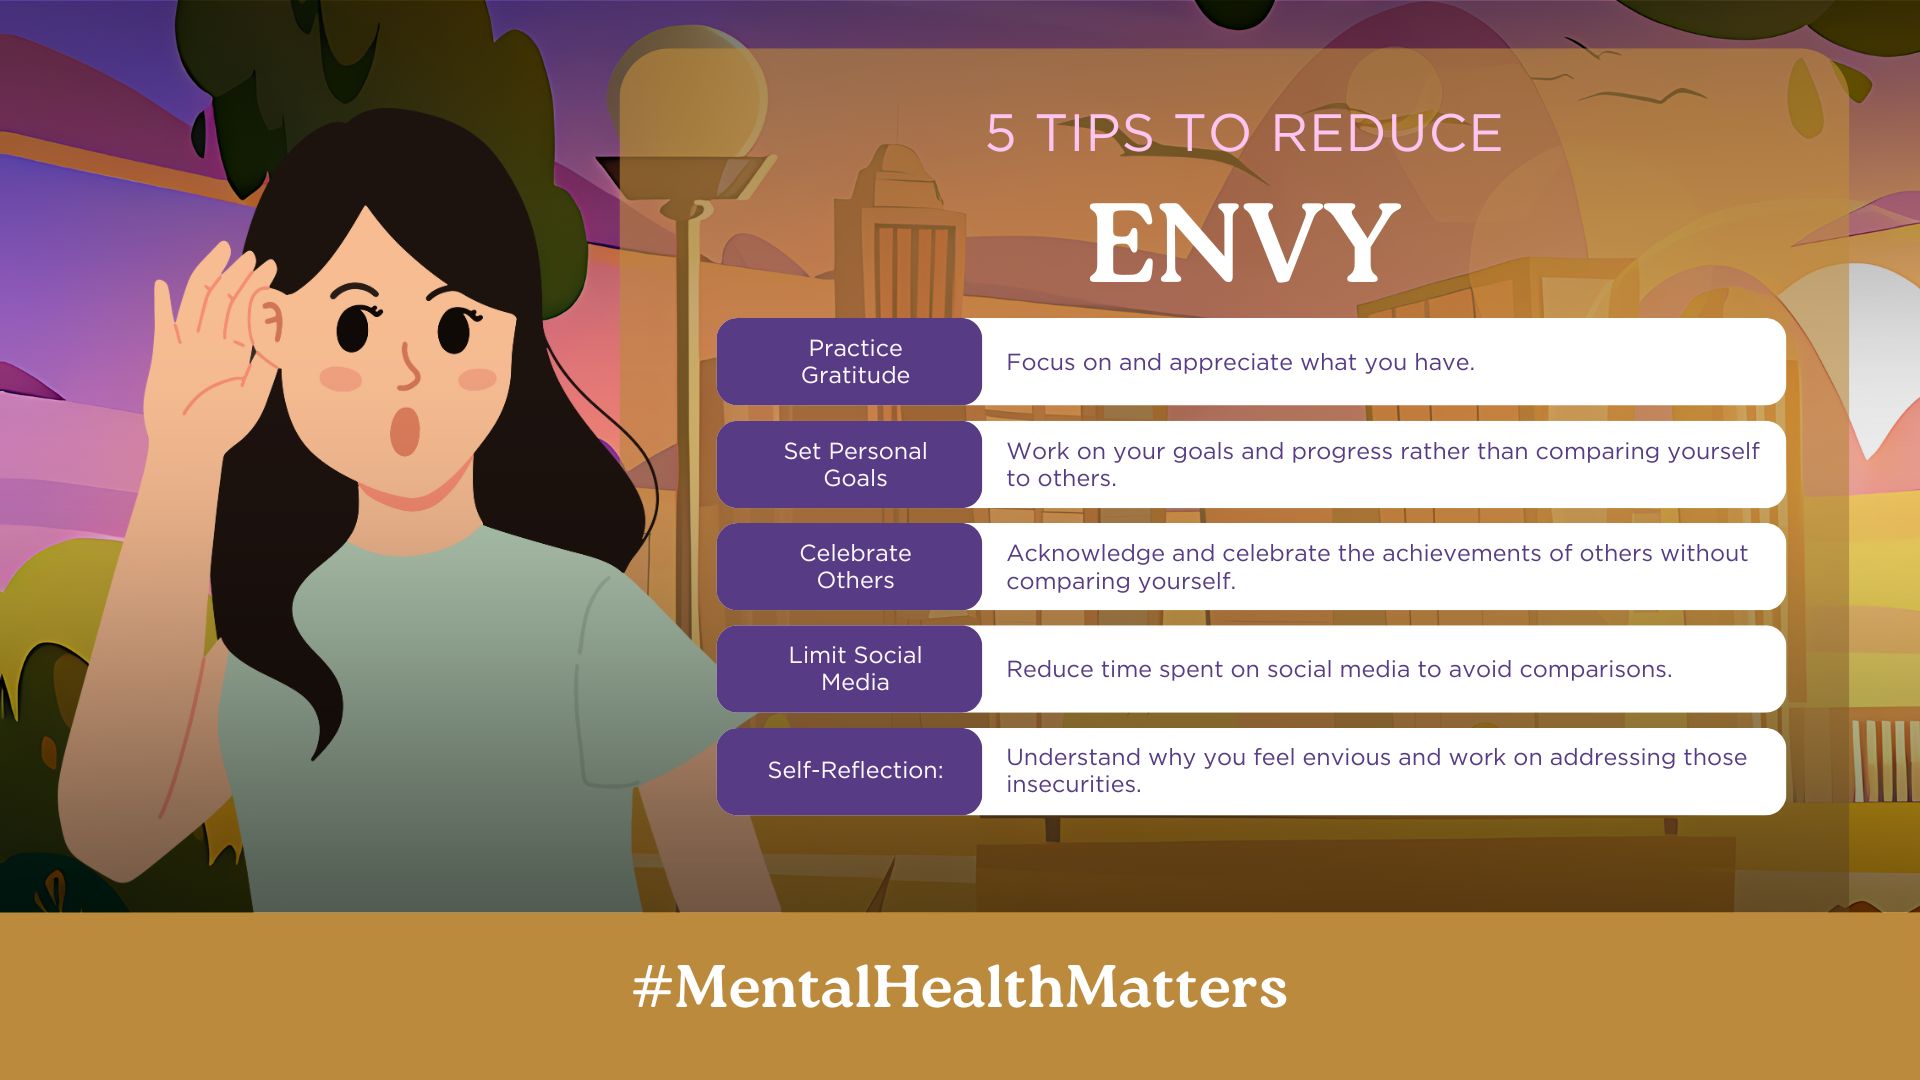 5 TIPS TO REDUCE
ENVY
Practice
Gratitude
Focus on and appreciate what you have.
Set Personal
Goals
Work on your goals and progress rather than comparing yourself
to others.
Celebrate
Others
Acknowledge and celebrate the achievements of others without
comparing yourself.
Limit Social
Media
Reduce time spent on social media to avoid comparisons.
Self-Reflection:
Understand why you feel envious and work on addressing those
insecurities.
#MentalHealthMatters